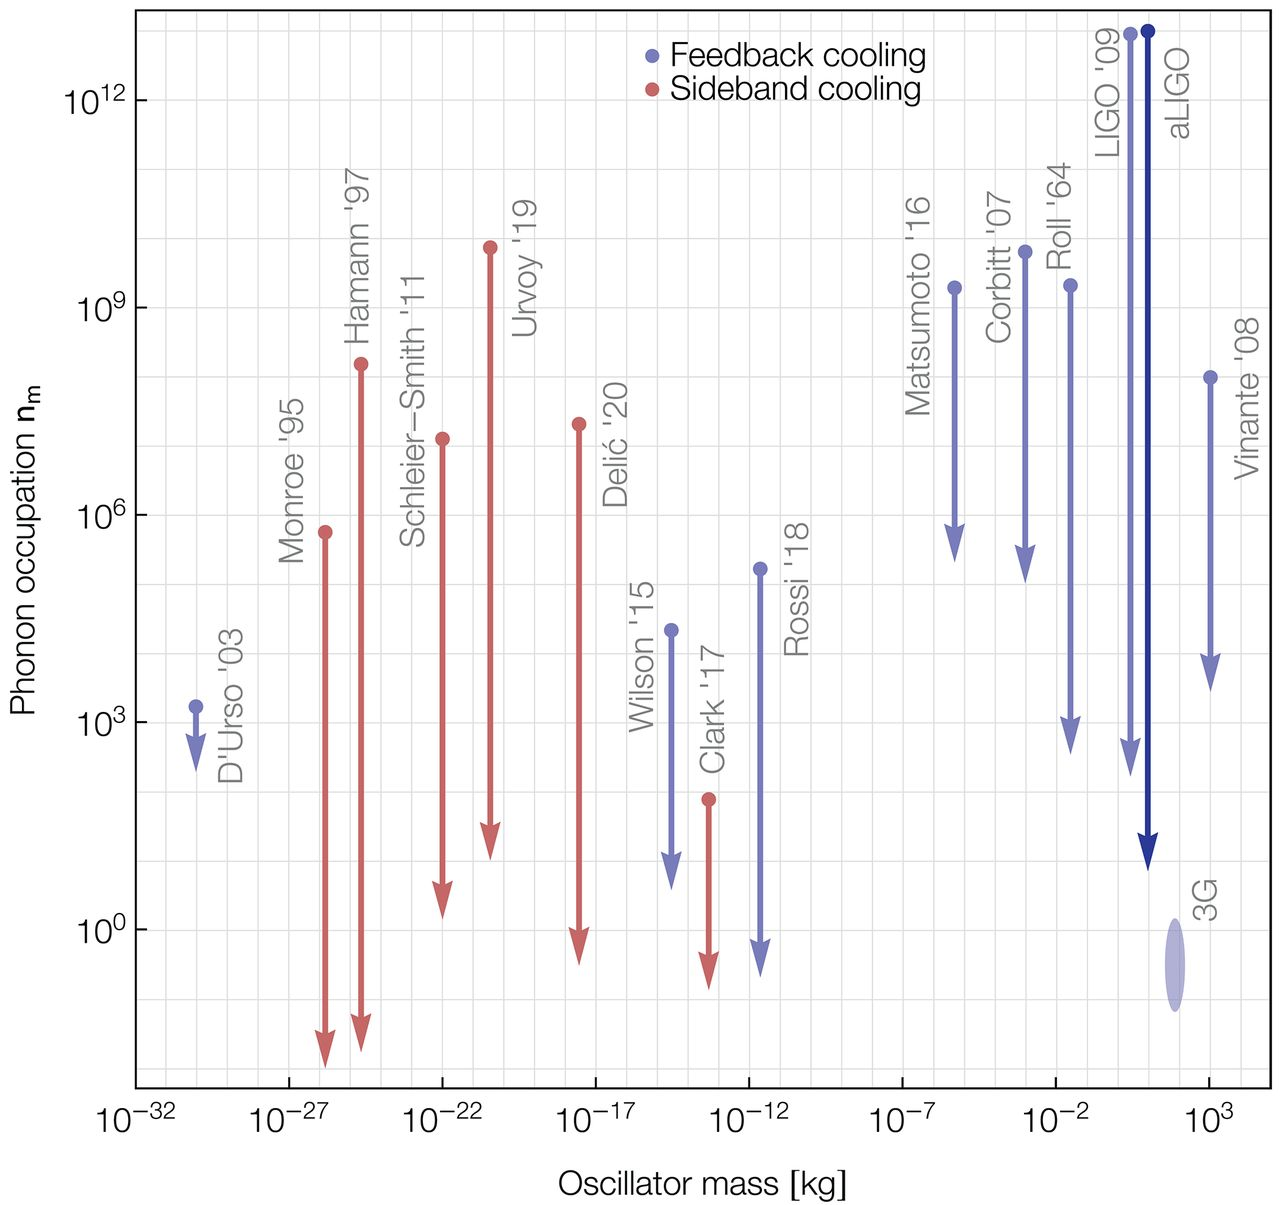 Feedback cooling
Sideband cooling
Phonon occupation nₘ
10¹²
10⁹
10⁶
10³
10⁰
D'Urso '03
Monroe '95
Hamann '97
Schleier–Smith '11
Urvoy '19
Delić '20
Wilson '15
Clark '17
Rossi '18
Matsumoto '16
Corbitt '07
Roll '64
LIGO '09
aLIGO
3G
Vinante '08
10⁻³² 10⁻²⁷ 10⁻²² 10⁻¹⁷ 10⁻¹² 10⁻⁷ 10⁻² 10³
Oscillator mass [kg]